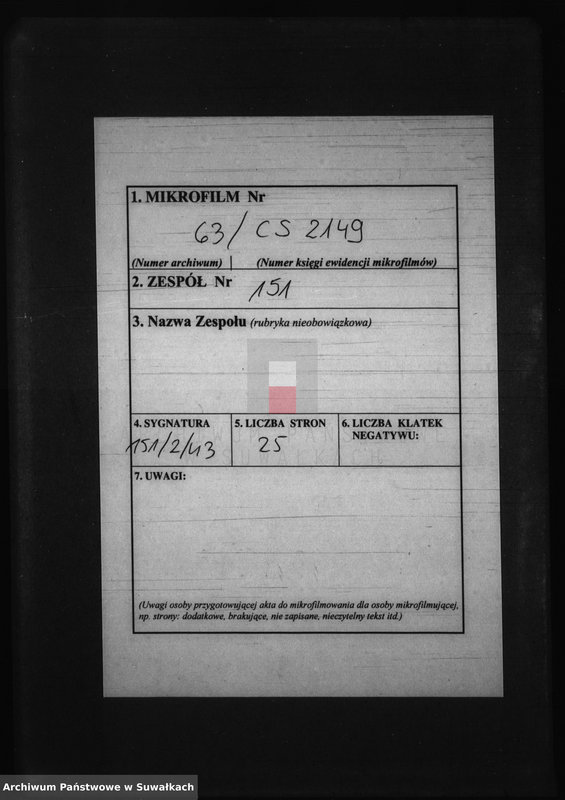 1. MIKROFILM Nr
63/CS 2149
(Numer archiwum) (Numer księgi ewidencji mikrofilmów)
2. ZESPÓŁ Nr 151
3. Nazwa Zespołu (rubryka nieobowiązkowa)
4. SYGNATURA
151/2/43
5. LICZBA STRON
25
6. LICZBA KLATEK
NEGATYWU:
7. UWAGI:
(Uwagi osoby przygotowującej akta do mikrofilmowania dla osoby mikrofilmującej,
np. strony: dodatkowe, brakujące, nie zapisane, nieczytelny tekst itd.)
Archiwum Państwowe w Suwałkach